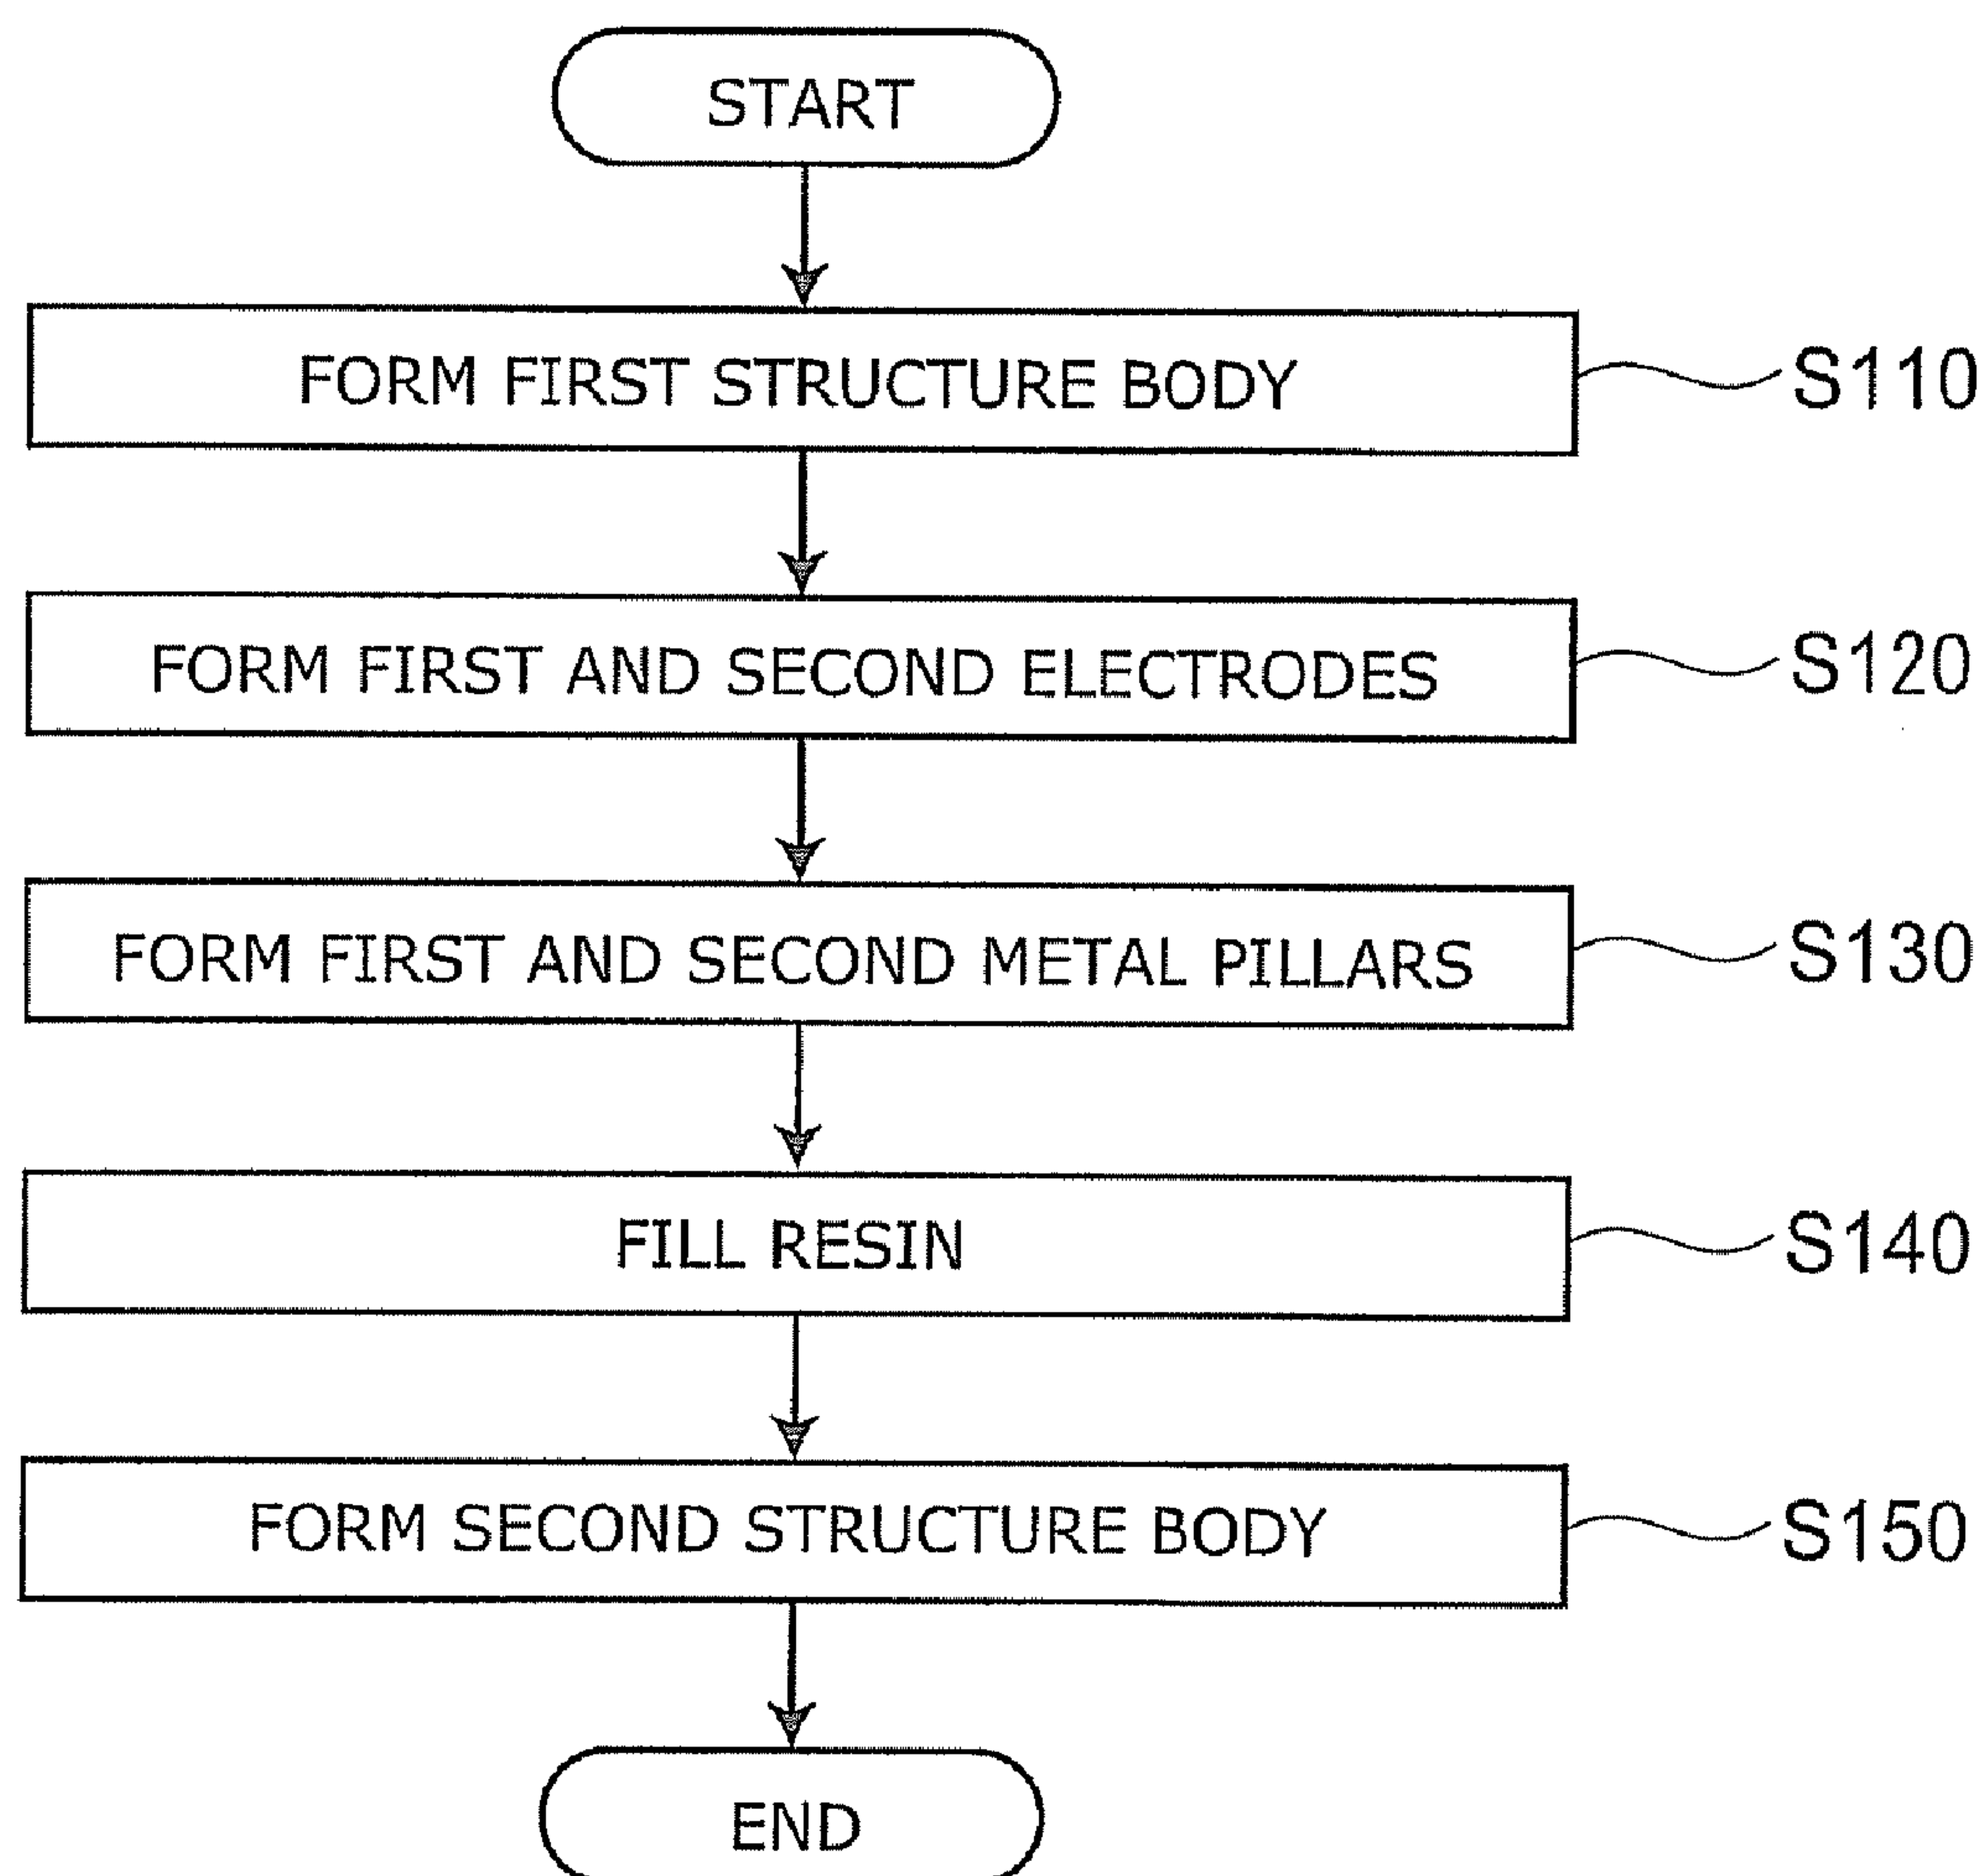 START
FORM FIRST STRUCTURE BODY S110
FORM FIRST AND SECOND ELECTRODES S120
FORM FIRST AND SECOND METAL PILLARS S130
FILL RESIN S140
FORM SECOND STRUCTURE BODY S150
END